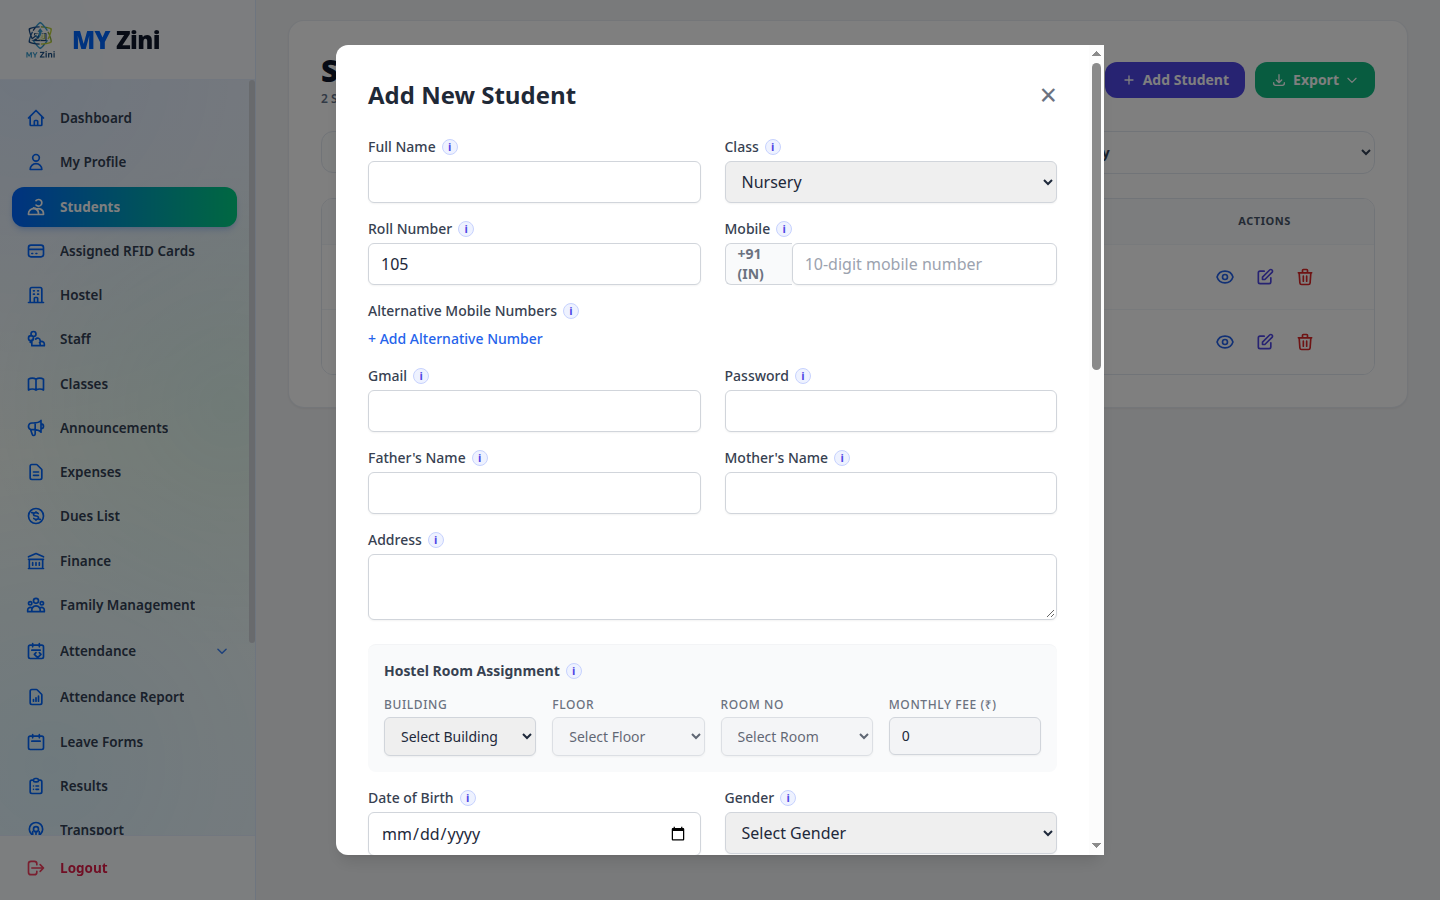 MY Zini
MY Zini
Dashboard
My Profile
Students
Assigned RFID Cards
Hostel
Staff
Classes
Announcements
Expenses
Dues List
Finance
Family Management
Attendance
Attendance Report
Leave Forms
Results
Transport
Logout
S
2 S
+ Add Student
Export
y
ACTIONS
Add New Student
Full Name i
Class i
Nursery
Roll Number i
105
Mobile i
+91
(IN)
10-digit mobile number
Alternative Mobile Numbers i
+ Add Alternative Number
Gmail i
Password i
Father's Name i
Mother's Name i
Address i
Hostel Room Assignment i
BUILDING
Select Building
FLOOR
Select Floor
ROOM NO
Select Room
MONTHLY FEE (₹)
0
Date of Birth i
mm/dd/yyyy
Gender i
Select Gender